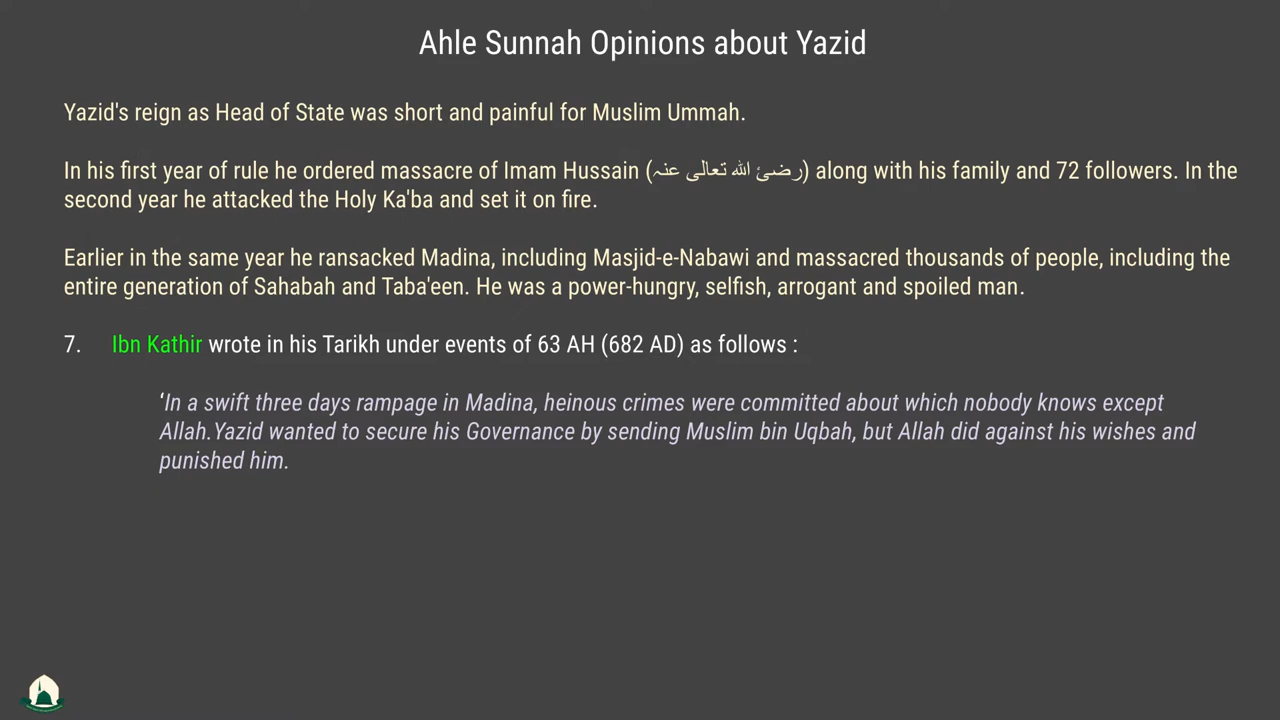 Ahle Sunnah Opinions about Yazid
Yazid's reign as Head of State was short and painful for Muslim Ummah.
In his first year of rule he ordered massacre of Imam Hussain (رضئ الله تعالى عنہ) along with his family and 72 followers. In the
second year he attacked the Holy Ka'ba and set it on fire.
Earlier in the same year he ransacked Madina, including Masjid-e-Nabawi and massacred thousands of people, including the
entire generation of Sahabah and Taba'een. He was a power-hungry, selfish, arrogant and spoiled man.
7. Ibn Kathir wrote in his Tarikh under events of 63 AH (682 AD) as follows :
‘In a swift three days rampage in Madina, heinous crimes were committed about which nobody knows except
Allah.Yazid wanted to secure his Governance by sending Muslim bin Uqbah, but Allah did against his wishes and
punished him.